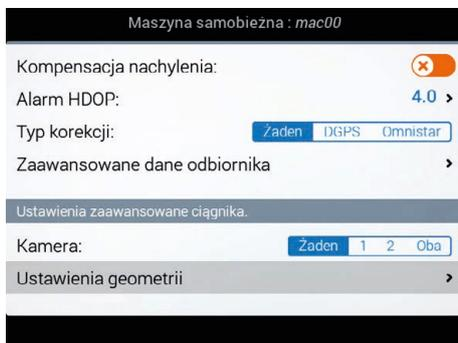 Maszyna samobieżna : mac00
Kompensacja nachylenia:
Alarm HDOP: 4.0 >
Typ korekcji: Żaden DGPS Omnistar
Zaawansowane dane odbiornika >
Ustawienia zaawansowane ciągnika.
Kamera: Żaden 1 2 Oba
Ustawienia geometrii >